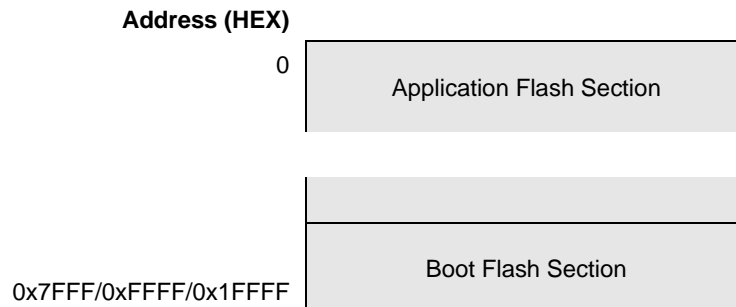 Address (HEX)
0
Application Flash Section
Boot Flash Section
0x7FFF/0xFFFF/0x1FFFF